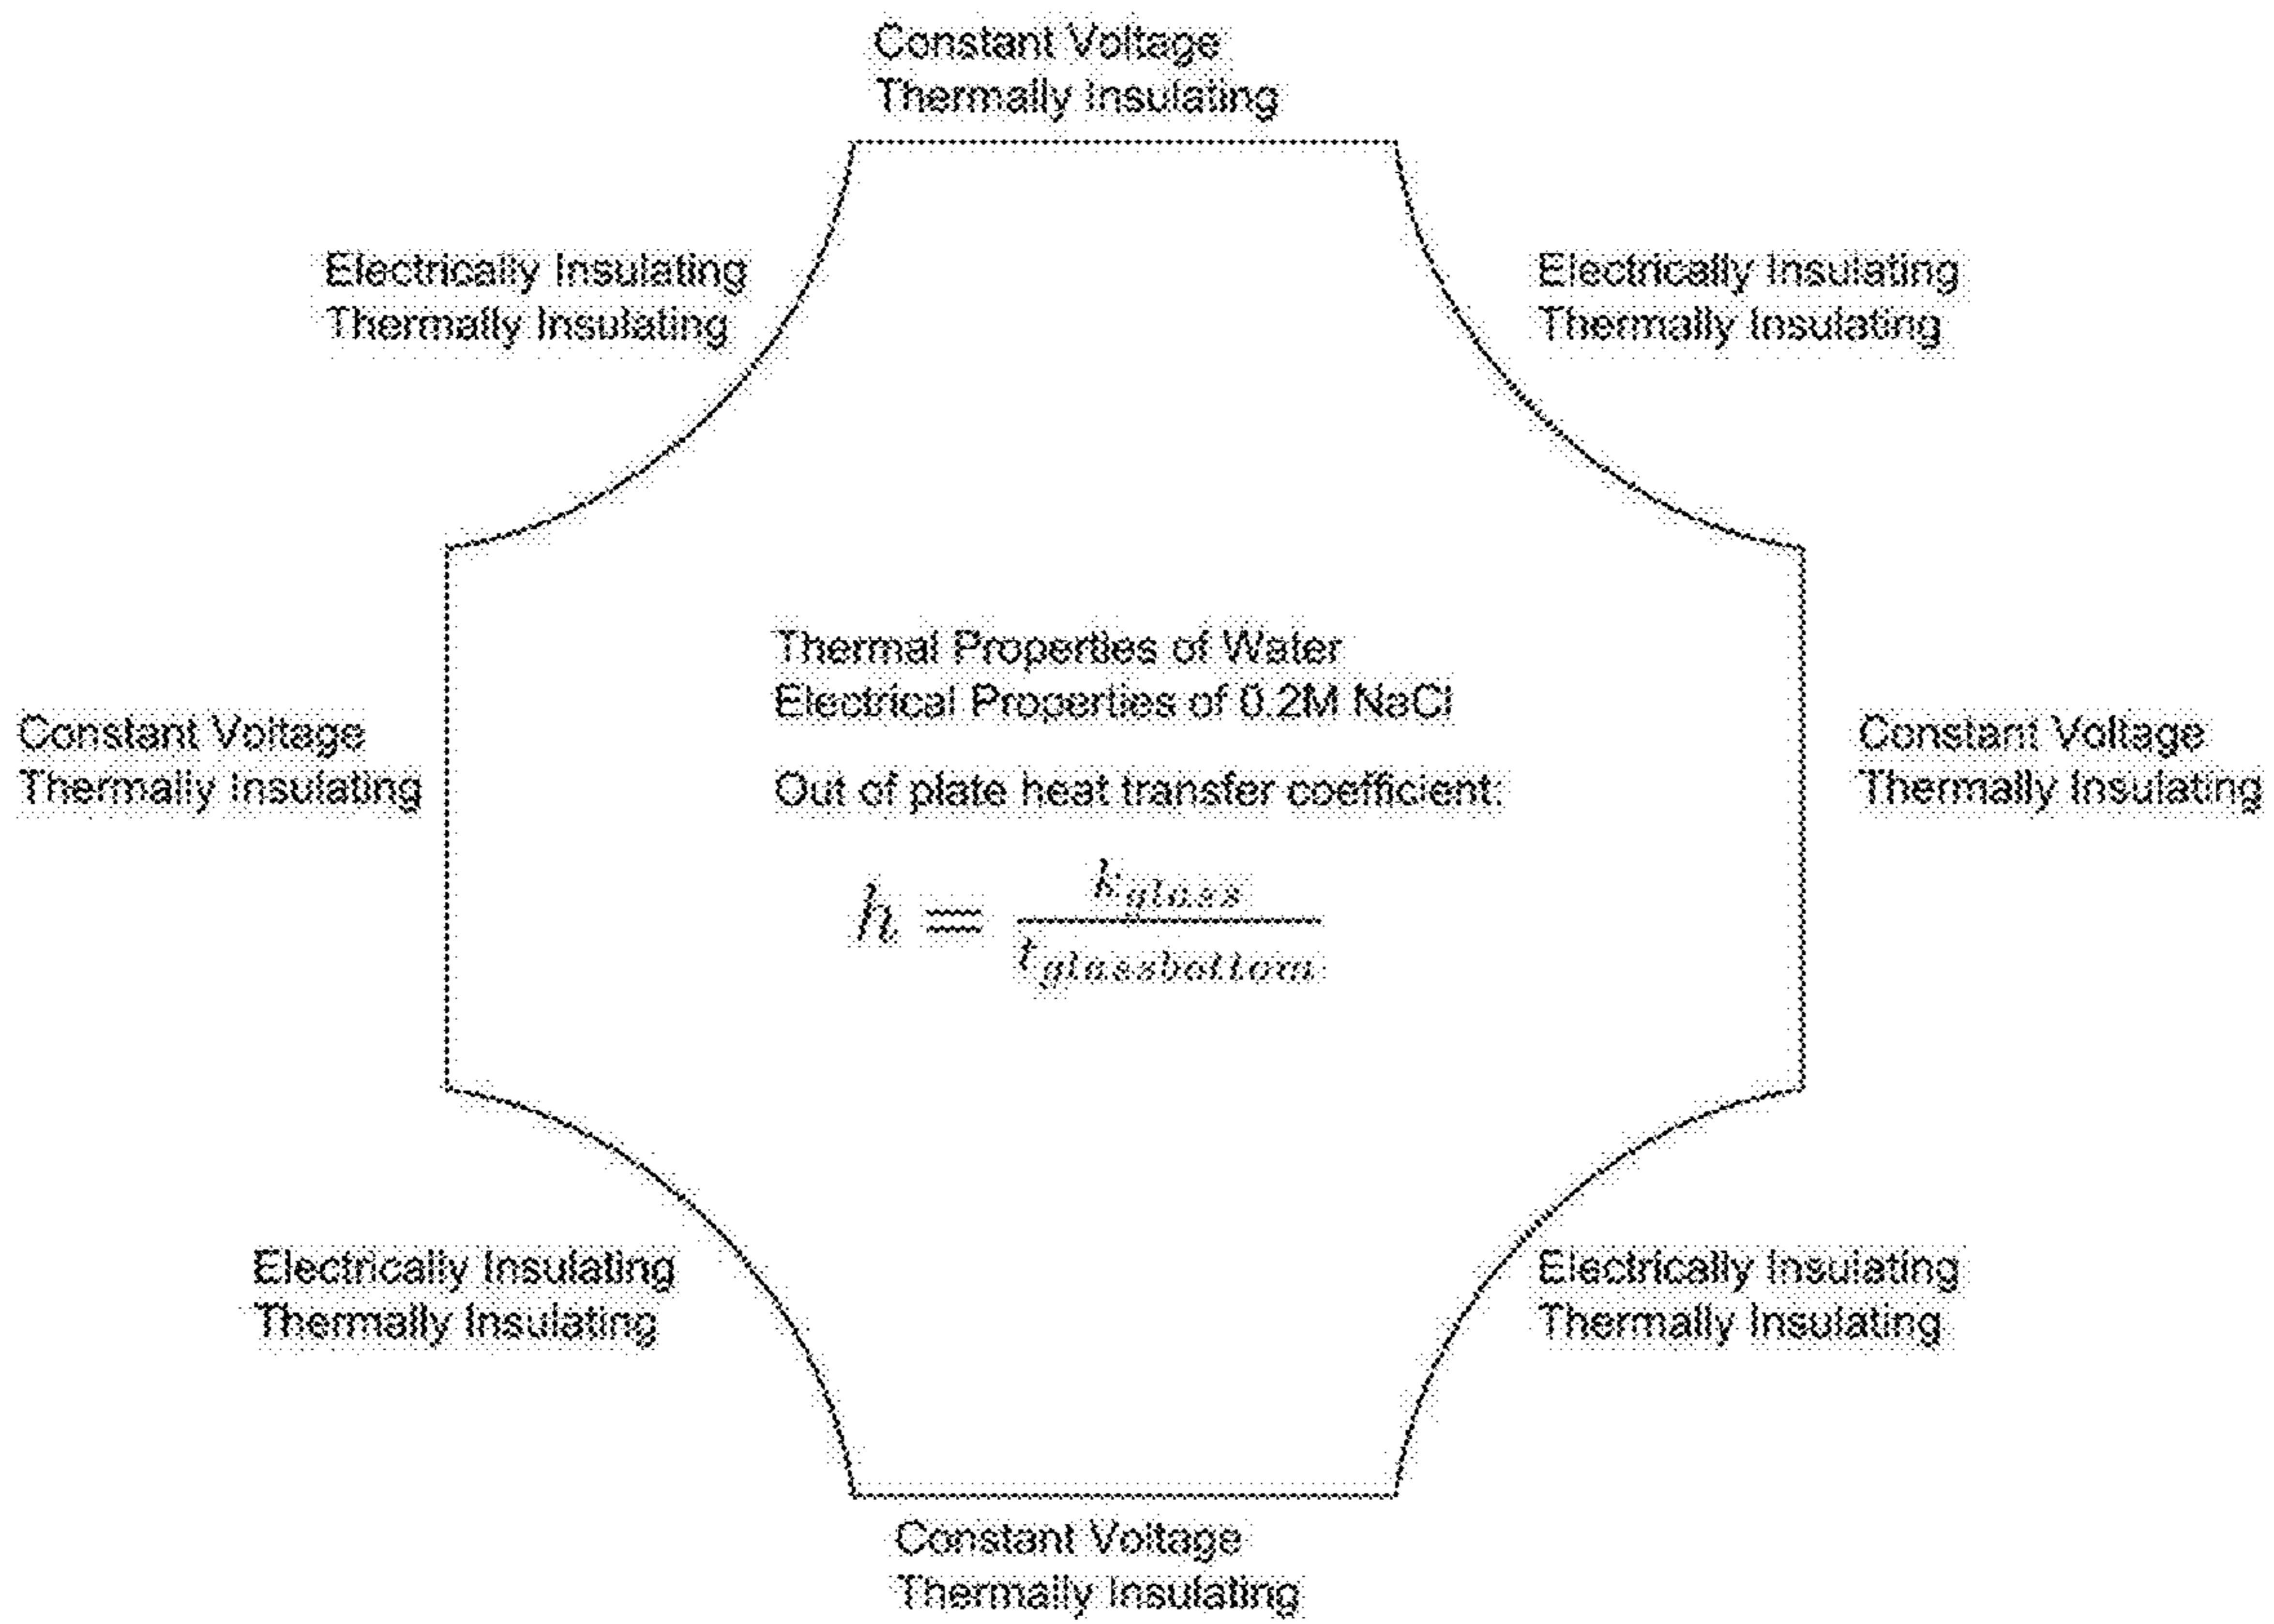 Constant Voltage
Thermally Insulating
Electrically Insulating
Thermally Insulating
Electrically Insulating
Thermally Insulating
Thermal Properties of Water
Electrical Properties of 0.2M NaCl
Constant Voltage
Thermally Insulating
Constant Voltage
Thermally Insulating
Out of plate heat transfer coefficient:
h = k_glass / t_glassbottom
Electrically Insulating
Thermally Insulating
Electrically Insulating
Thermally Insulating
Constant Voltage
Thermally Insulating